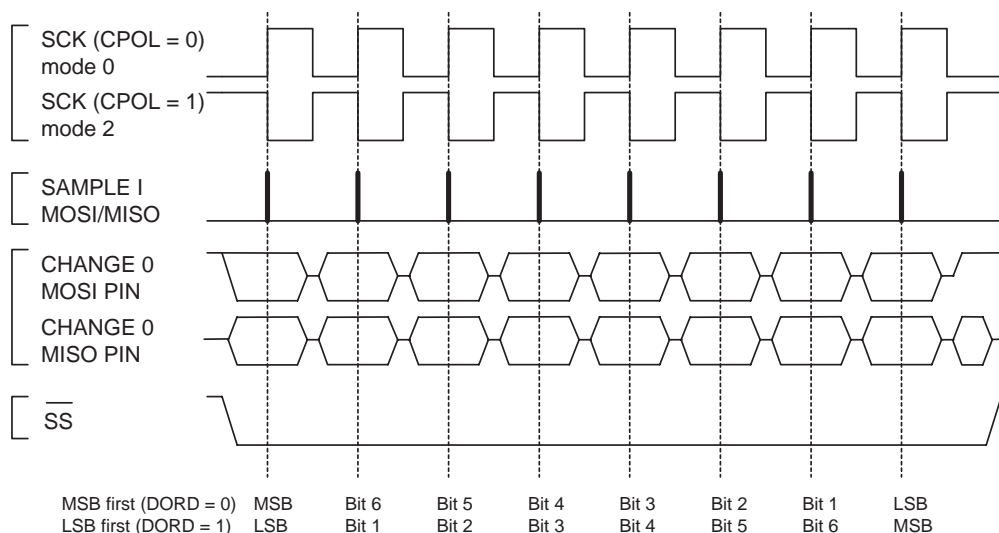 SCK (CPOL = 0)
mode 0
SCK (CPOL = 1)
mode 2
SAMPLE I
MOSI/MISO
CHANGE 0
MOSI PIN
CHANGE 0
MISO PIN
SS
MSB first (DORD = 0) MSB Bit 6 Bit 5 Bit 4 Bit 3 Bit 2 Bit 1 LSB
LSB first (DORD = 1) LSB Bit 1 Bit 2 Bit 3 Bit 4 Bit 5 Bit 6 MSB